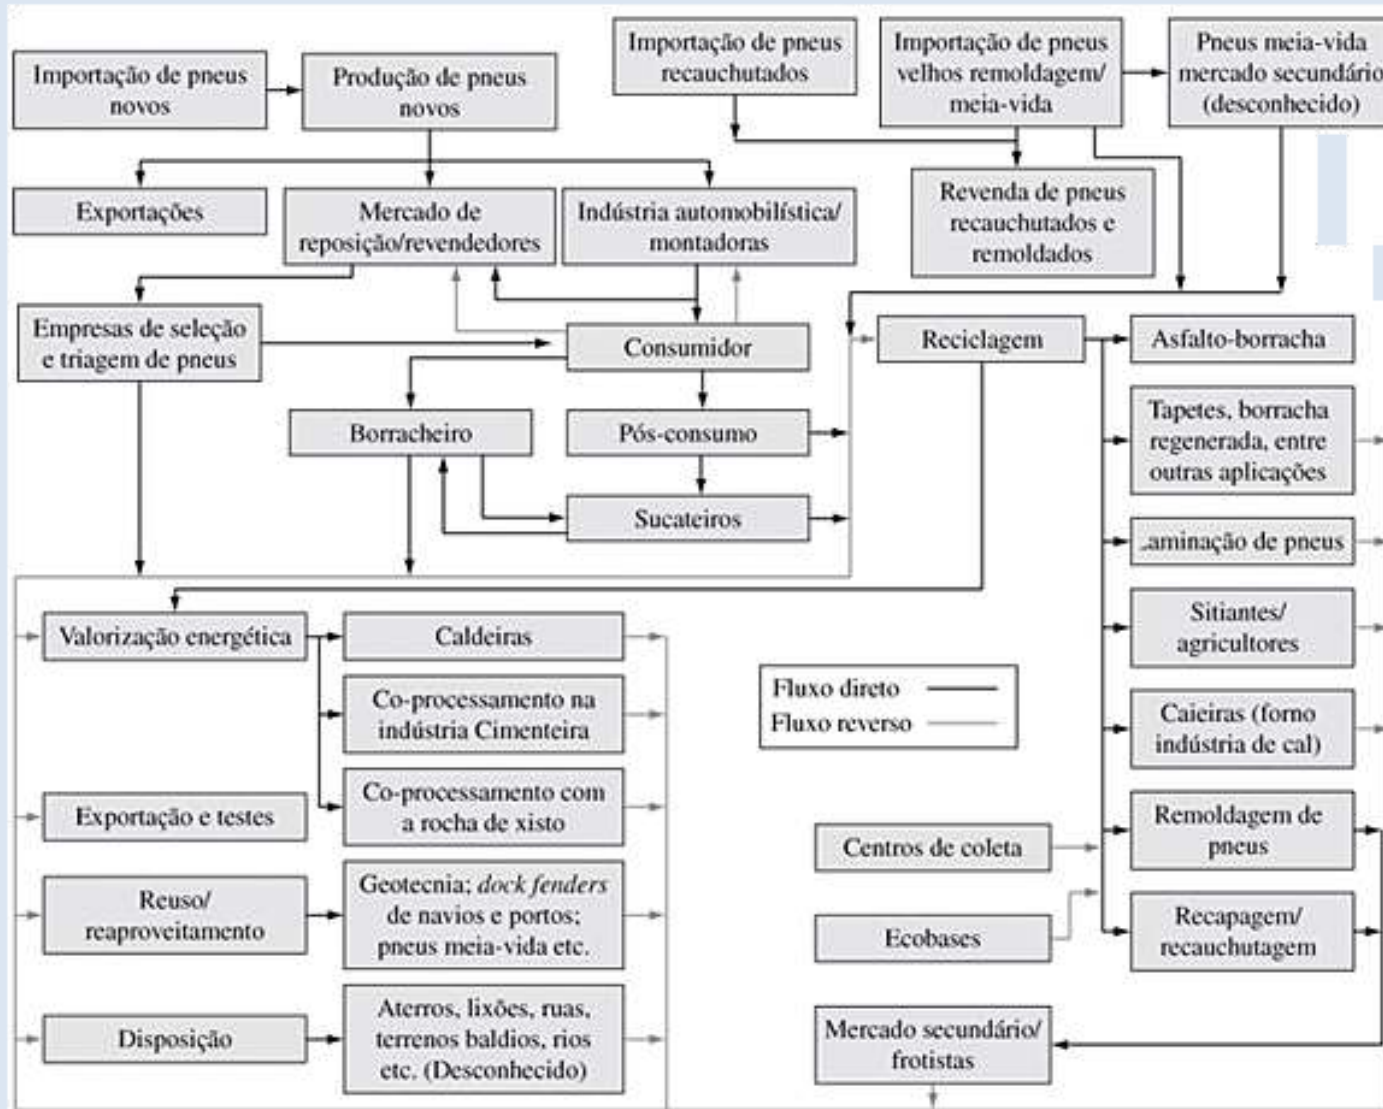 Importação de pneus
novos
Produção de pneus
novos
Importação de pneus
recauchutados
Importação de pneus
velhos remoldagem/
meia-vida
Pneus meia-vida
mercado secundário
(desconhecido)
Exportações
Mercado de
reposição/revendedores
Indústria automobilística/
montadoras
Revenda de pneus
recauchutados e
remoldados
Empresas de seleção
e triagem de pneus
Consumidor
Reciclagem
Asfalto-borracha
Borracheiro
Pós-consumo
Tapetes, borracha
regenerada, entre
outras aplicações
Sucateiros
aminação de pneus
Valorização energética
Caldeiras
Sitiantes/
agricultores
Fluxo direto
Fluxo reverso
Co-processamento na
indústria Cimenteira
Caieiras (forno
indústria de cal)
Exportação e testes
Co-processamento com
a rocha de xisto
Centros de coleta
Remoldagem de
pneus
Reuso/
reaproveitamento
Geotecnia; dock fenders
de navios e portos;
pneus meia-vida etc.
Ecobases
Recapagem/
recauchutagem
Disposição
Aterros, lixões, ruas,
terrenos baldios, rios
etc. (Desconhecido)
Mercado secundário/
frotistas